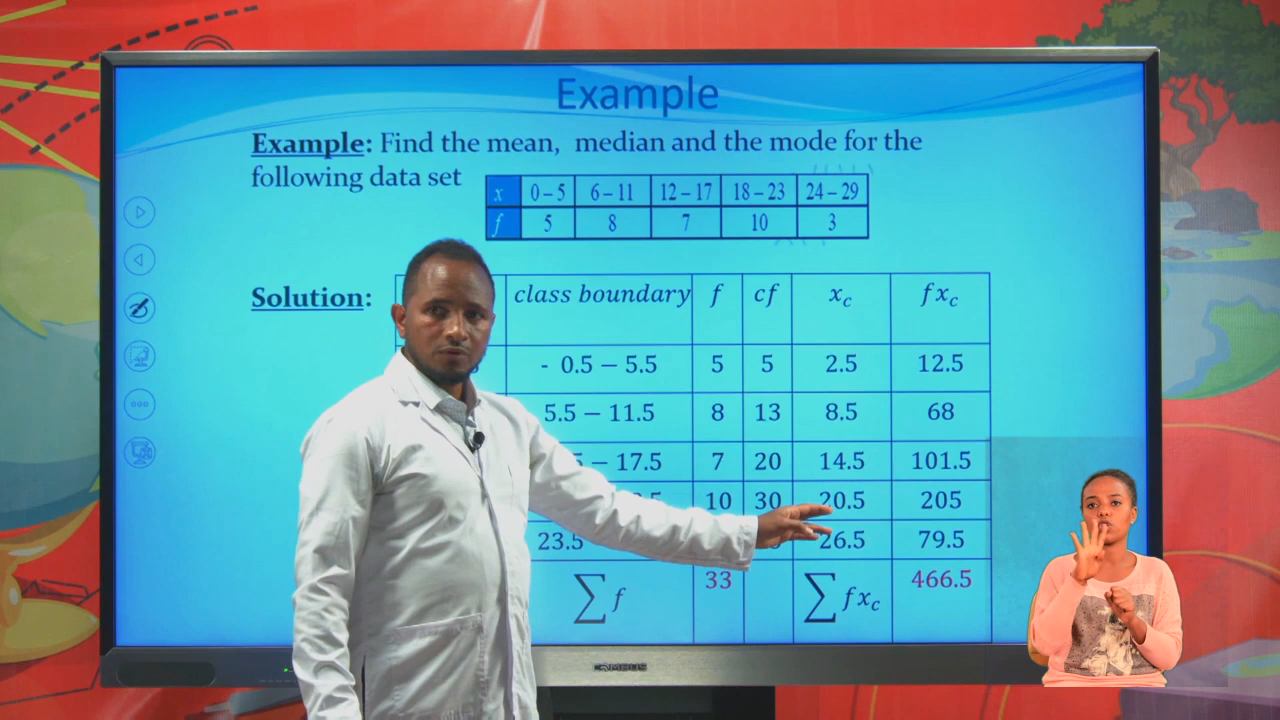 Example
Example: Find the mean, median and the mode for the
following data set
x 0 – 5 6 – 11 12 – 17 18 – 23 24 – 29
f 5 8 7 10 3
Solution:
class boundary f cf x_c fx_c
- 0.5 – 5.5 5 5 2.5 12.5
5.5 – 11.5 8 13 8.5 68
– 17.5 7 20 14.5 101.5
10 30 20.5 205
23.5 26.5 79.5
∑f 33 ∑fx_c 466.5